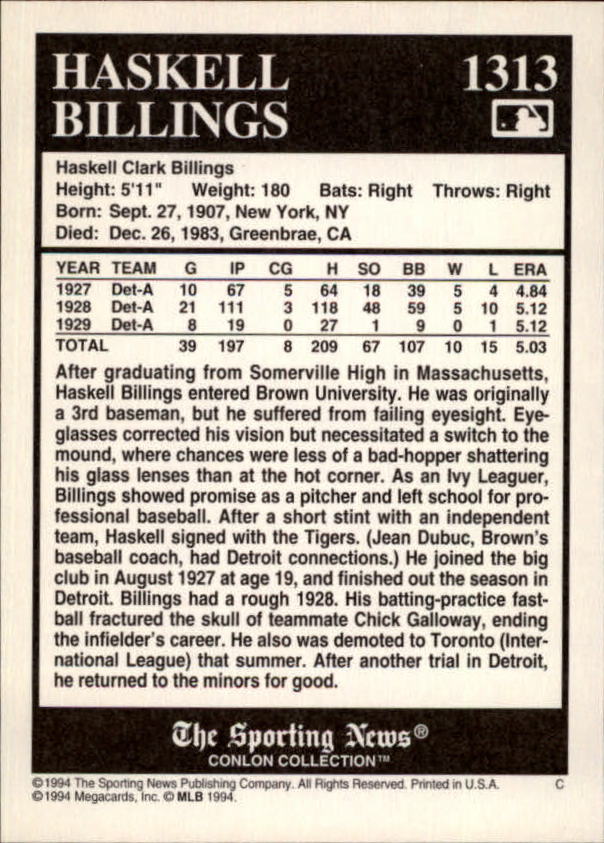 HASKELL 1313
BILLINGS
Haskell Clark Billings
Height: 5'11" Weight: 180 Bats: Right Throws: Right
Born: Sept. 27, 1907, New York, NY
Died: Dec. 26, 1983, Greenbrae, CA
YEAR TEAM G IP CG H SO BB W L ERA
1927 Det-A 10 67 5 64 18 39 5 4 4.84
1928 Det-A 21 111 3 118 48 59 5 10 5.12
1929 Det-A 8 19 0 27 1 9 0 1 5.12
TOTAL 39 197 8 209 67 107 10 15 5.03
After graduating from Somerville High in Massachusetts,
Haskell Billings entered Brown University. He was originally
a 3rd baseman, but he suffered from failing eyesight. Eye-
glasses corrected his vision but necessitated a switch to the
mound, where chances were less of a bad-hopper shattering
his glass lenses than at the hot corner. As an Ivy Leaguer,
Billings showed promise as a pitcher and left school for pro-
fessional baseball. After a short stint with an independent
team, Haskell signed with the Tigers. (Jean Dubuc, Brown's
baseball coach, had Detroit connections.) He joined the big
club in August 1927 at age 19, and finished out the season in
Detroit. Billings had a rough 1928. His batting-practice fast-
ball fractured the skull of teammate Chick Galloway, ending
the infielder's career. He also was demoted to Toronto (Inter-
national League) that summer. After another trial in Detroit,
he returned to the minors for good.
The Sporting News®
CONLON COLLECTION™
©1994 The Sporting News Publishing Company. All Rights Reserved. Printed in U.S.A. C
©1994 Megacards, Inc. © MLB 1994.